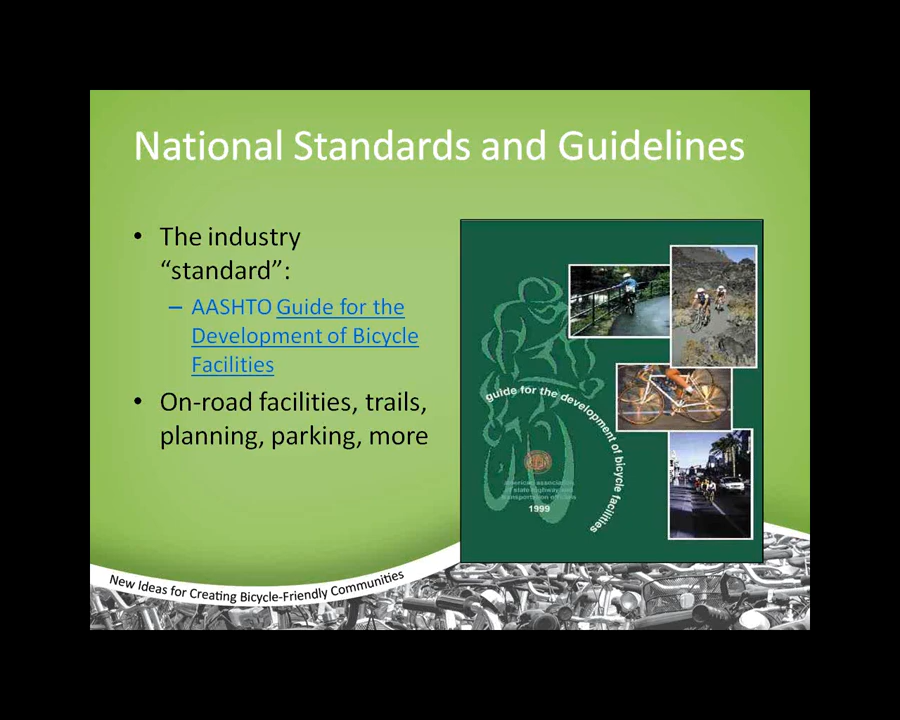 National Standards and Guidelines
• The industry
“standard”:
– AASHTO Guide for the
Development of Bicycle
Facilities
• On-road facilities, trails,
planning, parking, more
guide for the development of bicycle facilities
american association
of state highway and
transportation officials
1999
New Ideas for Creating Bicycle-Friendly Communities